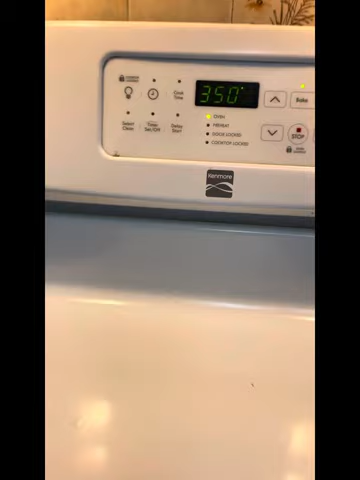 Cook
Time
350°
Bake
OVEN
PREHEAT
DOOR LOCKED
COOKTOP LOCKED
Select
Clean
Timer
Set/Off
Delay
Start
STOP
Kenmore